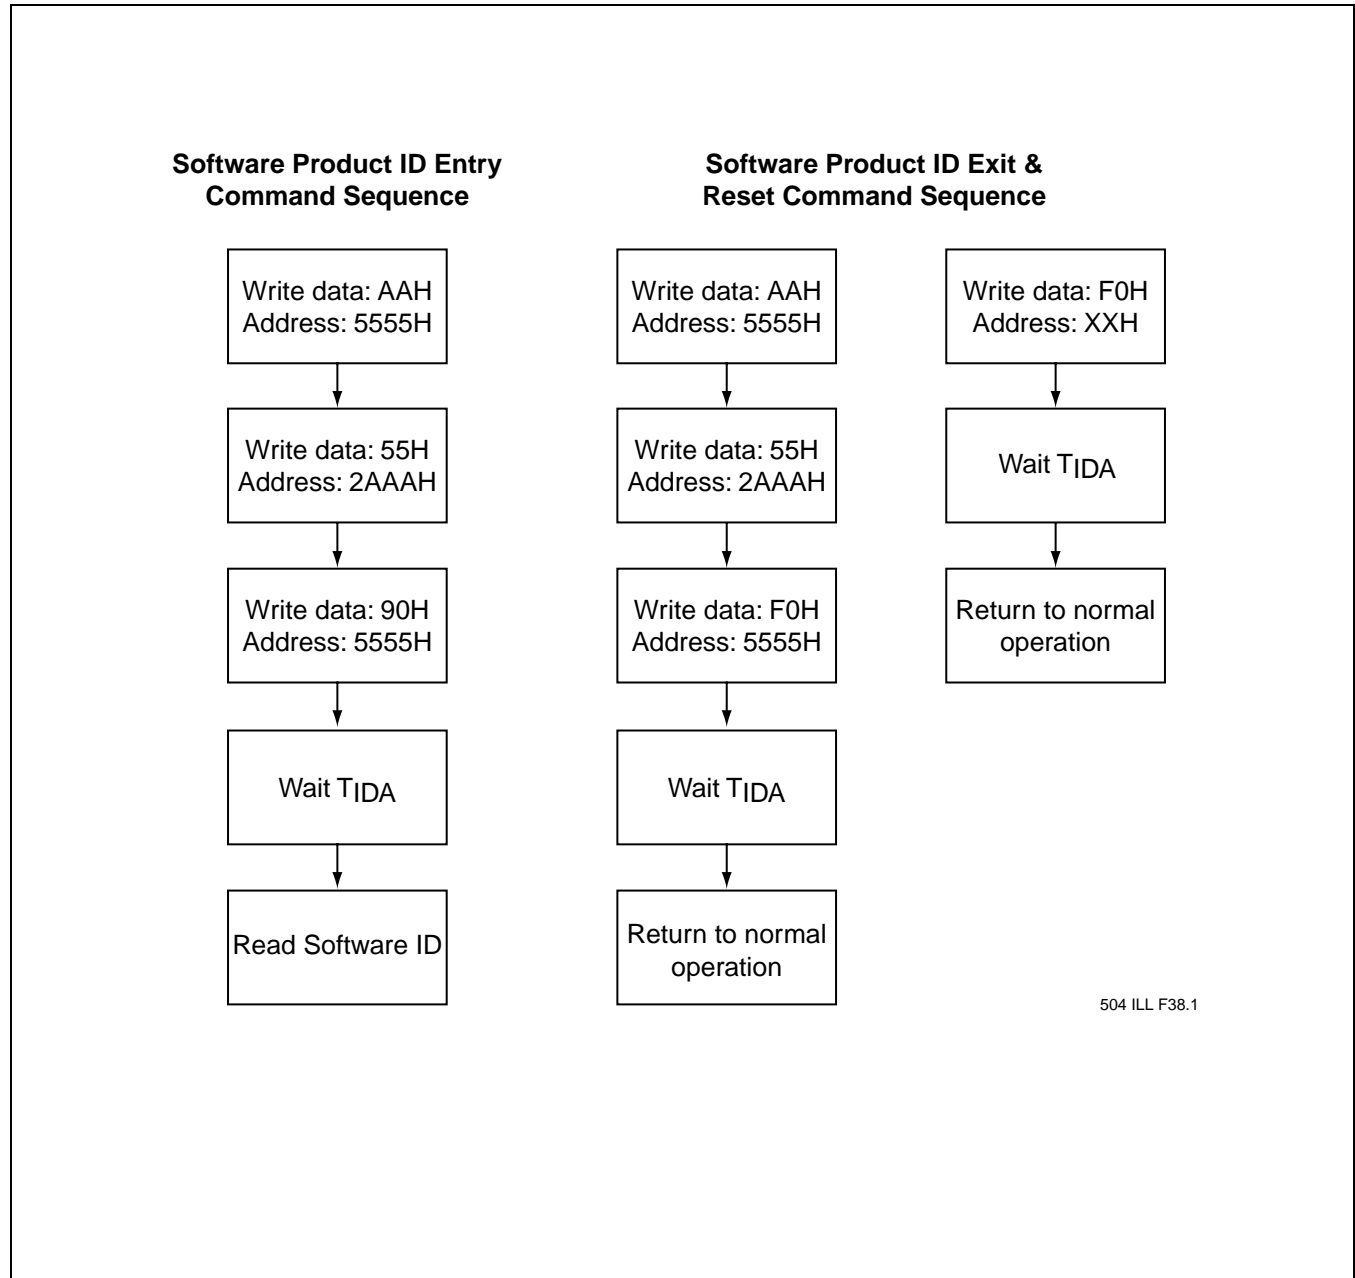 Software Product ID Entry
Command Sequence
Write data: AAH
Address: 5555H
Write data: 55H
Address: 2AAAH
Write data: 90H
Address: 5555H
Wait TIDA
Read Software ID
Software Product ID Exit &
Reset Command Sequence
Write data: AAH
Address: 5555H
Write data: 55H
Address: 2AAAH
Write data: F0H
Address: 5555H
Wait TIDA
Return to normal
operation
Write data: F0H
Address: XXH
Wait TIDA
Return to normal
operation
504 ILL F38.1